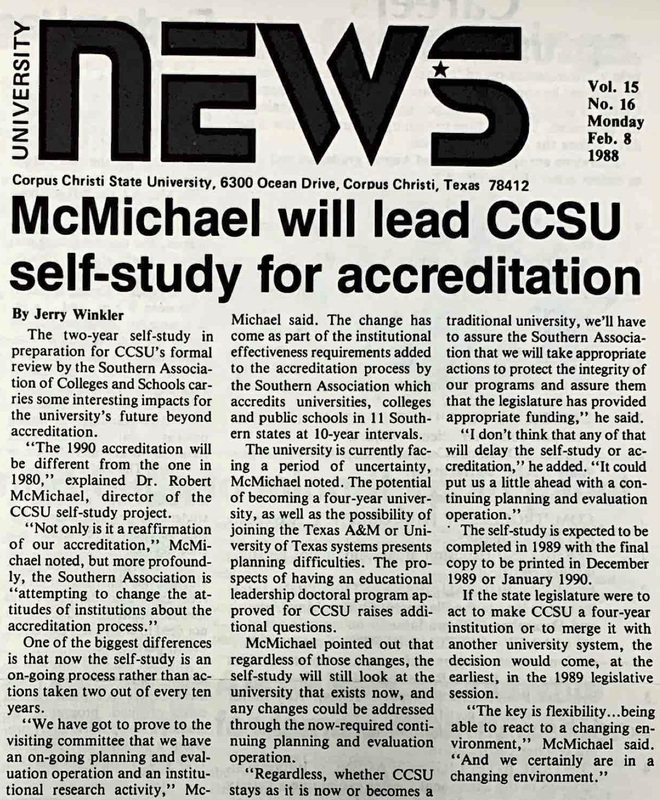 UNIVERSITY
NEWS
Vol. 15
No. 16
Monday
Feb. 8
1988
Corpus Christi State University, 6300 Ocean Drive, Corpus Christi, Texas 78412
McMichael will lead CCSU
self-study for accreditation
By Jerry Winkler
The two-year self-study in
preparation for CCSU's formal
review by the Southern Associa-
tion of Colleges and Schools car-
ries some interesting impacts for
the university's future beyond
accreditation.
"The 1990 accreditation will
be different from the one in
1980," explained Dr. Robert
McMichael, director of the
CCSU self-study project.
"Not only is it a reaffirmation
of our accreditation," McMi-
chael noted, but more profound-
ly, the Southern Association is
"attempting to change the at-
titudes of institutions about the
accreditation process."
One of the biggest differences
is that now the self-study is an
on-going process rather than ac-
tions taken two out of every ten
years.
"We have got to prove to the
visiting committee that we have
an on-going planning and eval-
uation operation and an institu-
tional research activity," Mc-
Michael said. The change has
come as part of the institutional
effectiveness requirements added
to the accreditation process by
the Southern Association which
accredits universities, colleges
and public schools in 11 South-
ern states at 10-year intervals.
The university is currently fac-
ing a period of uncertainty,
McMichael noted. The potential
of becoming a four-year univer-
sity, as well as the possibility of
joining the Texas A&M or Uni-
versity of Texas systems presents
planning difficulties. The pro-
spects of having an educational
leadership doctoral program ap-
proved for CCSU raises addi-
tional questions.
McMichael pointed out that
regardless of those changes, the
self-study will still look at the
university that exists now, and
any changes could be addressed
through the now-required conti-
nuing planning and evaluation
operation.
"Regardless, whether CCSU
stays as it is now or becomes a
traditional university, we'll have
to assure the Southern Associa-
tion that we will take appropriate
actions to protect the integrity of
our programs and assure them
that the legislature has provided
appropriate funding," he said.
"I don't think that any of that
will delay the self-study or ac-
creditation," he added. "It could
put us a little ahead with a con-
tinuing planning and evaluation
operation."
The self-study is expected to be
completed in 1989 with the final
copy to be printed in December
1989 or January 1990.
If the state legislature were to
act to make CCSU a four-year
institution or to merge it with
another university system, the
decision would come, at the
earliest, in the 1989 legislative
session.
"The key is flexibility...being
able to react to a changing en-
vironment," McMichael said.
"And we certainly are in a
changing environment."